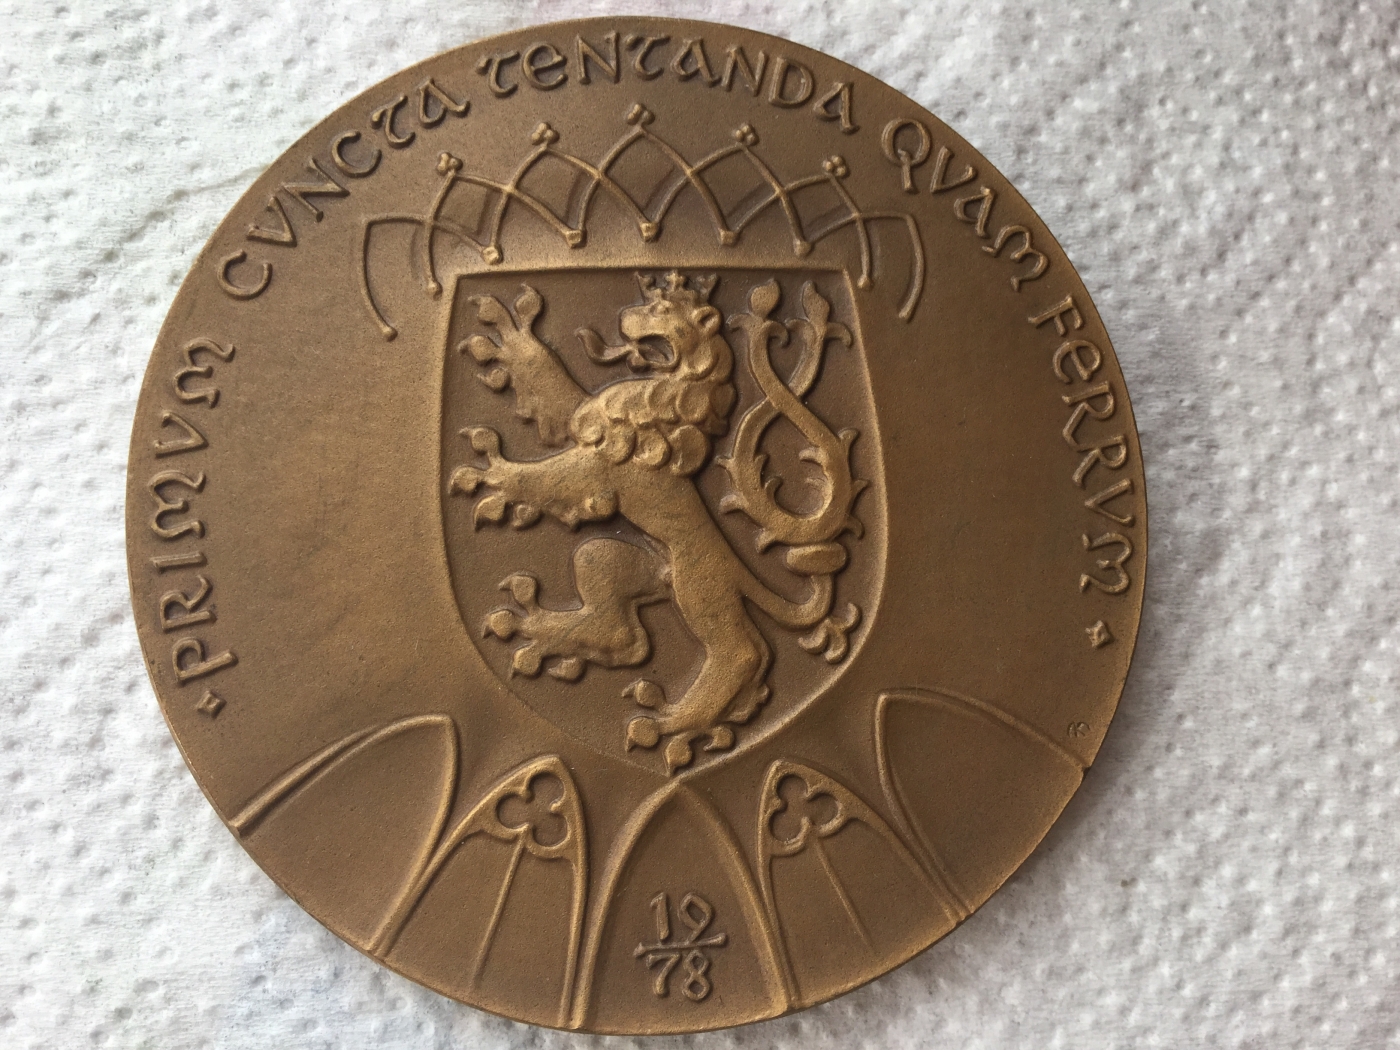 PRIMVM CVNCTA TENTANDA QVAM FERRVM
19
78